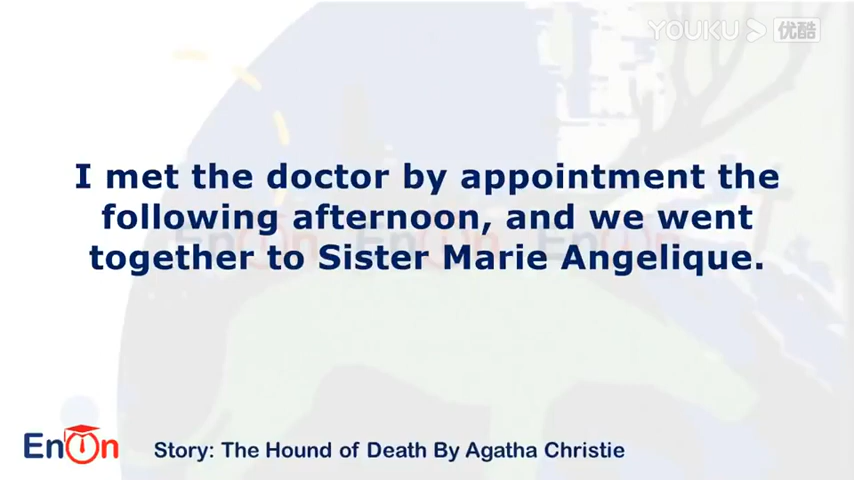 YOUKU 优酷
I met the doctor by appointment the
following afternoon, and we went
together to Sister Marie Angelique.
EnOn
Story: The Hound of Death By Agatha Christie